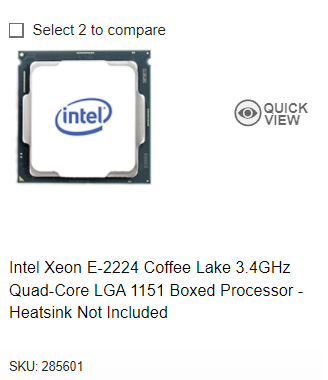 Select 2 to compare
intel
QUICK
VIEW
Intel Xeon E-2224 Coffee Lake 3.4GHz
Quad-Core LGA 1151 Boxed Processor -
Heatsink Not Included
SKU: 285601